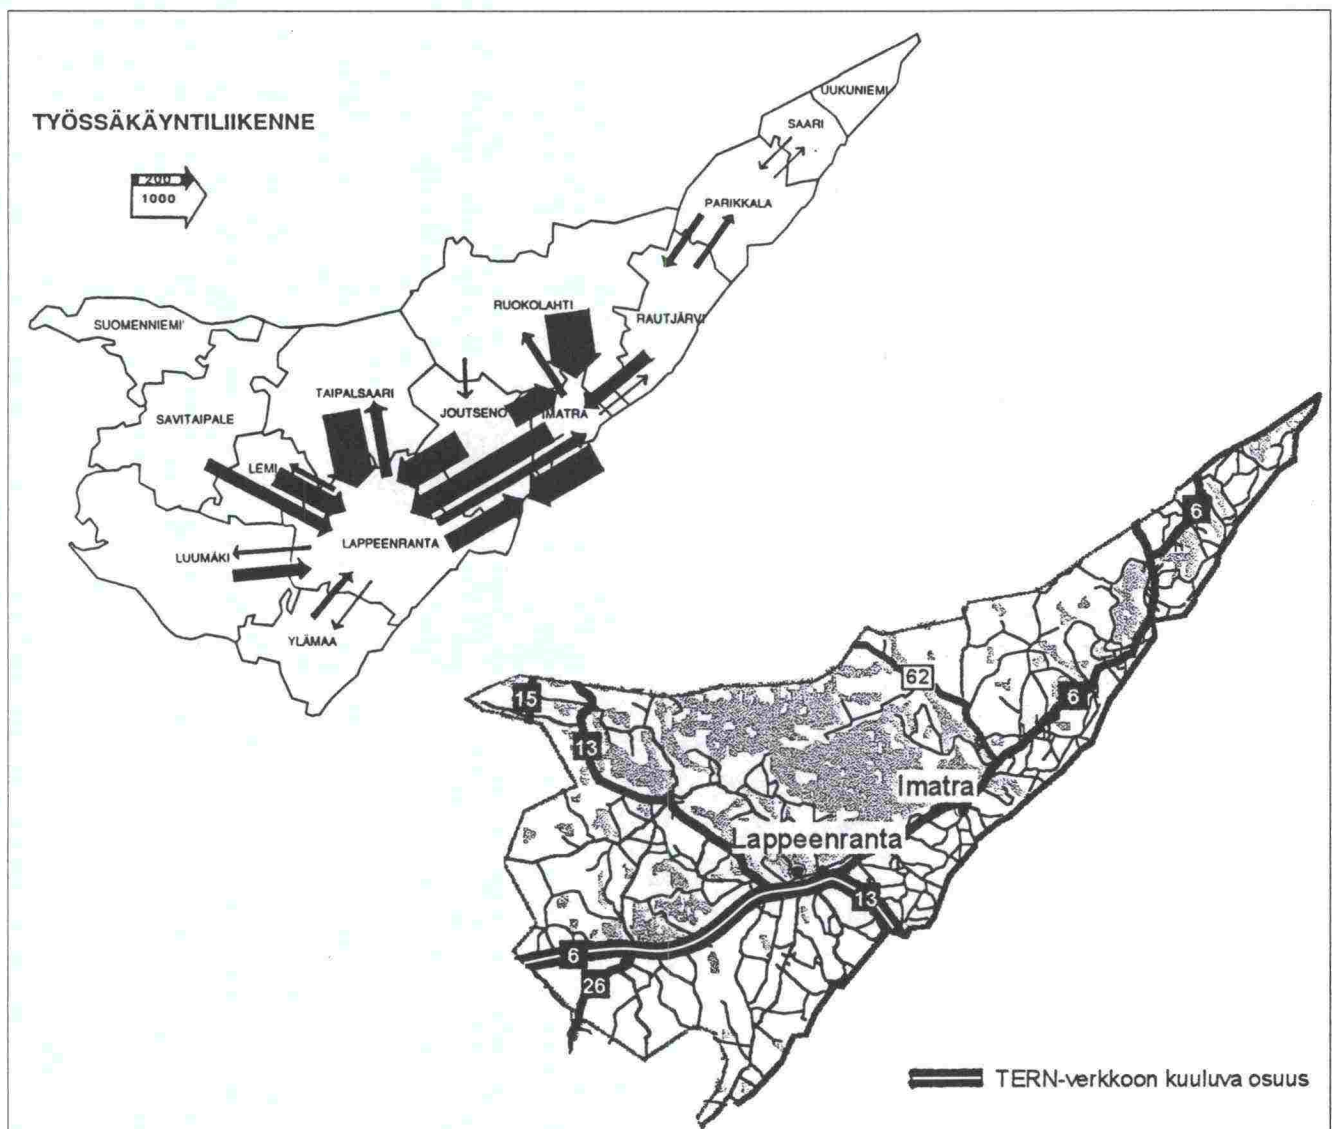 TYÖSSÄKÄYNTILIIKENNE
200
1000
UUKUNIEMI
SAARI
PARIKKALA
RUOKOLAHTI
RAUTJÄRVI
SUOMENNIEMI
TAIPALSAARI
SAVITAIPALE
JOUTSENO
IMATRA
LEMI
LAPPEENRANTA
LUUMÄKI
YLÄMAA
6
62
6
15
13
Imatra
Lappeenranta
13
6
26
TERN-verkkoon kuuluva osuus